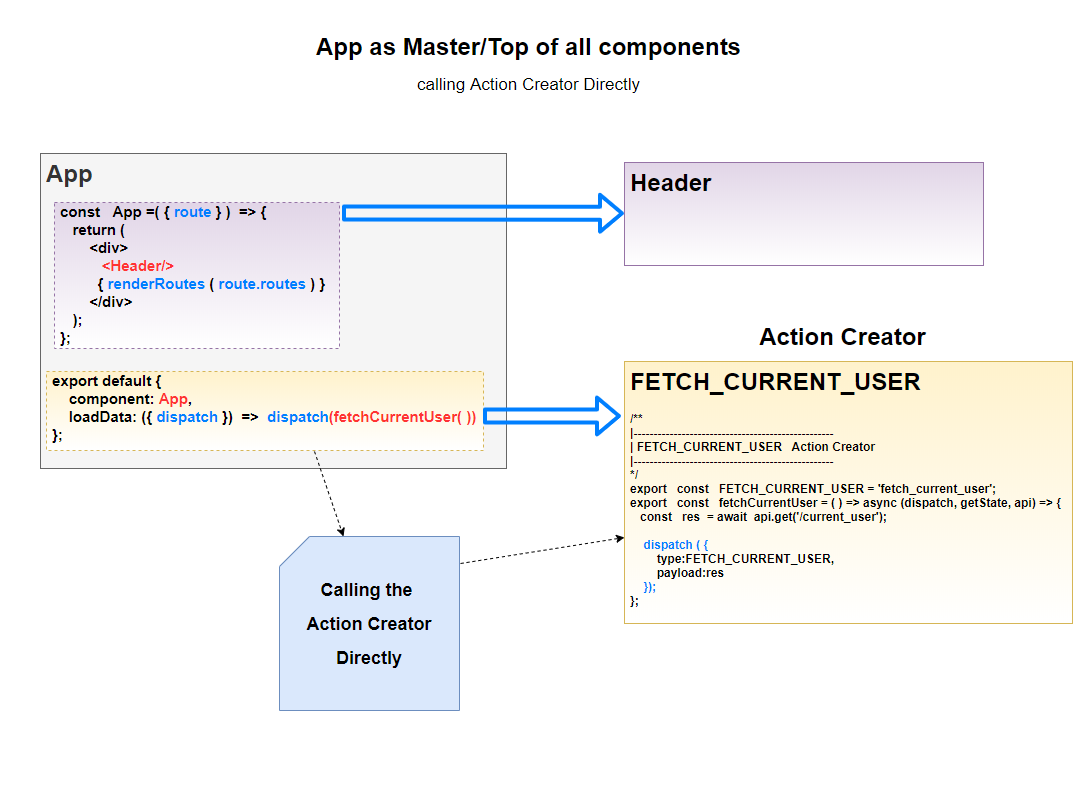 App as Master/Top of all components
calling Action Creator Directly
App
const App =( { route } ) => {
return (
<div>
<Header/>
{ renderRoutes ( route.routes ) }
</div>
);
};
export default {
component: App,
loadData: ({ dispatch }) => dispatch(fetchCurrentUser( ))
};
Header
Action Creator
FETCH_CURRENT_USER
/**
|--------------------------------------------------
| FETCH_CURRENT_USER Action Creator
|--------------------------------------------------
*/
export const FETCH_CURRENT_USER = 'fetch_current_user';
export const fetchCurrentUser = ( ) => async (dispatch, getState, api) => {
const res = await api.get('/current_user');
dispatch ( {
type:FETCH_CURRENT_USER,
payload:res
});
};
Calling the
Action Creator
Directly